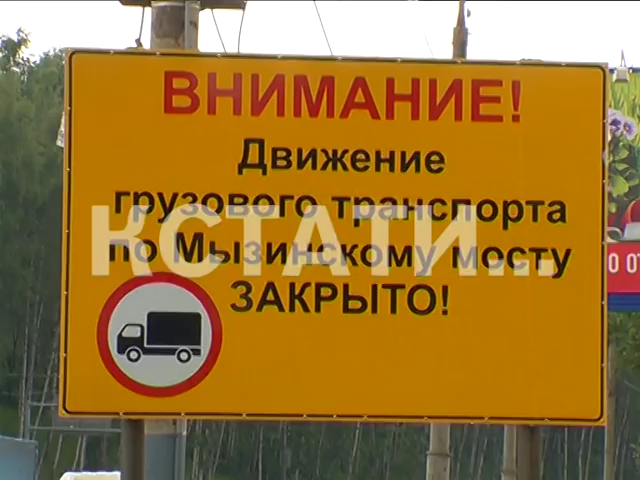 ВНИМАНИЕ!
Движение
грузового транспорта
КСТАТИ...
по Мызинскому мосту
ЗАКРЫТО!